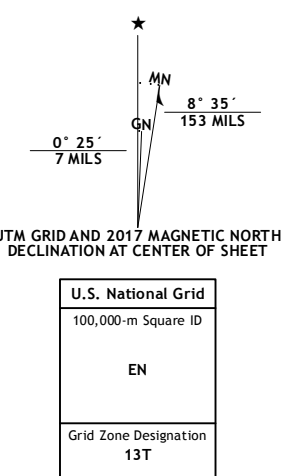 ★
MN
8° 35´
153 MILS
GN
0° 25´
7 MILS
UTM GRID AND 2017 MAGNETIC NORTH
DECLINATION AT CENTER OF SHEET
U.S. National Grid
100,000-m Square ID
EN
Grid Zone Designation
13T